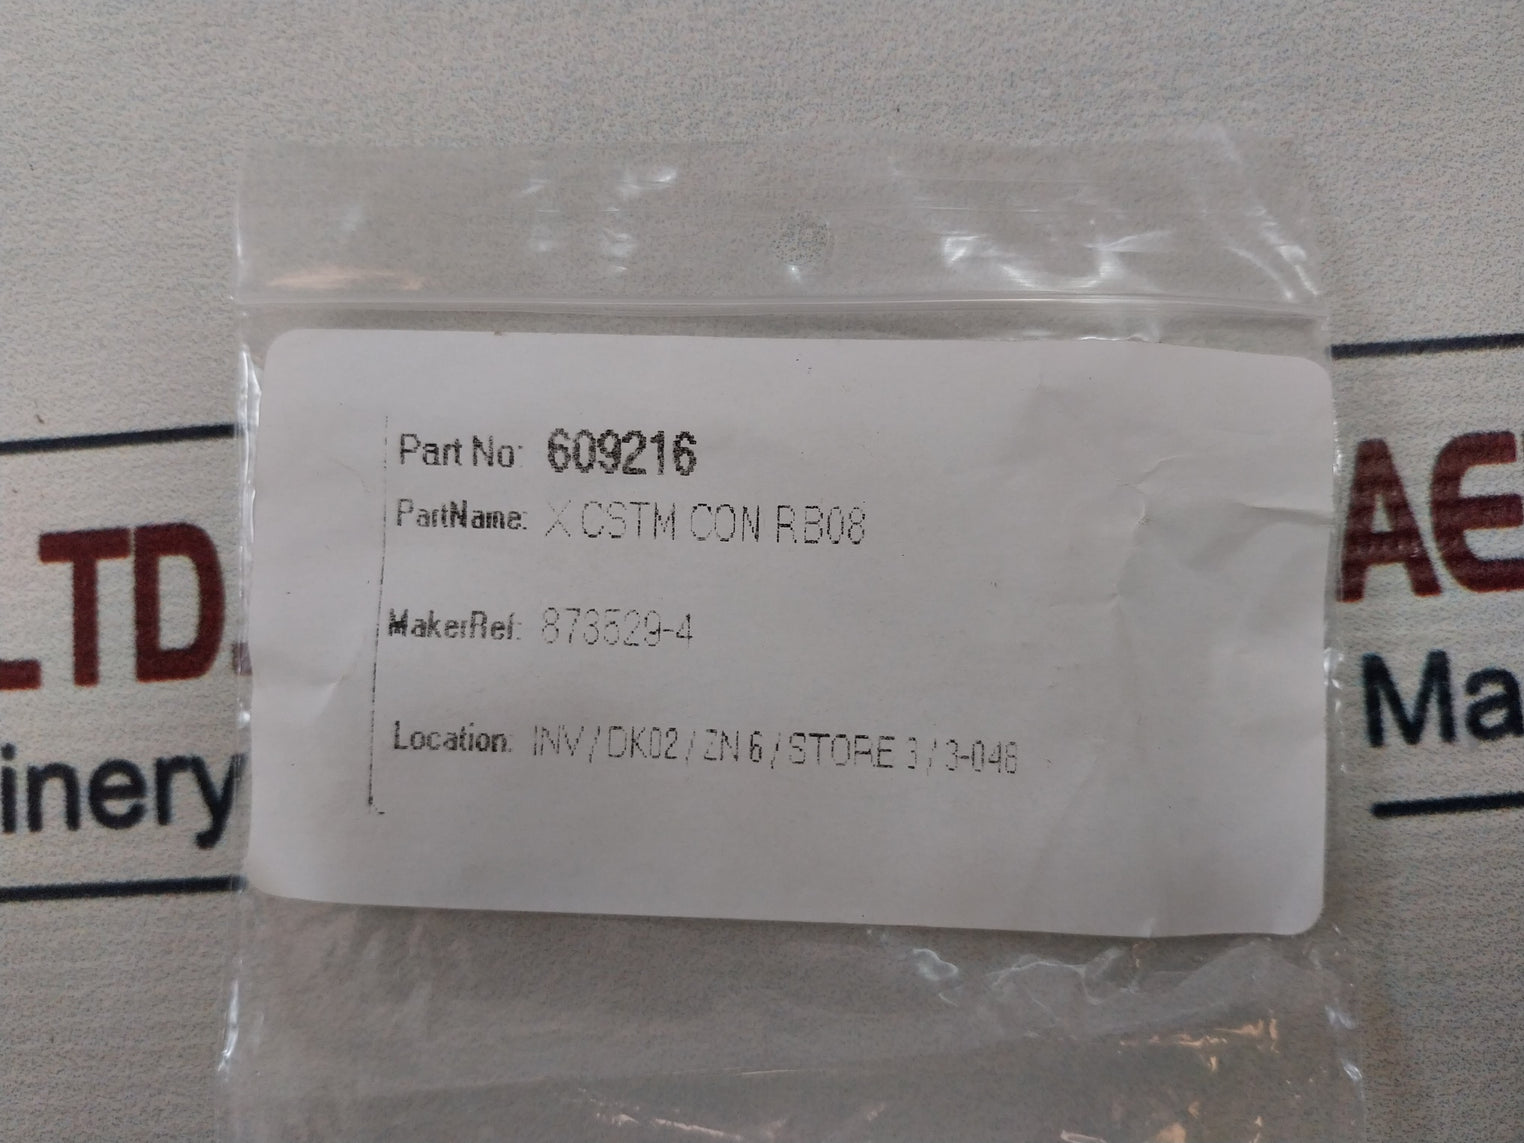 Part No: 609216
PartName: X CSTM CON RB08
MakerRef: 873529-4
Location: INV / DK02 / ZN 6 / STORE 3 / 3-048
LTD.
inery
AE
Ma